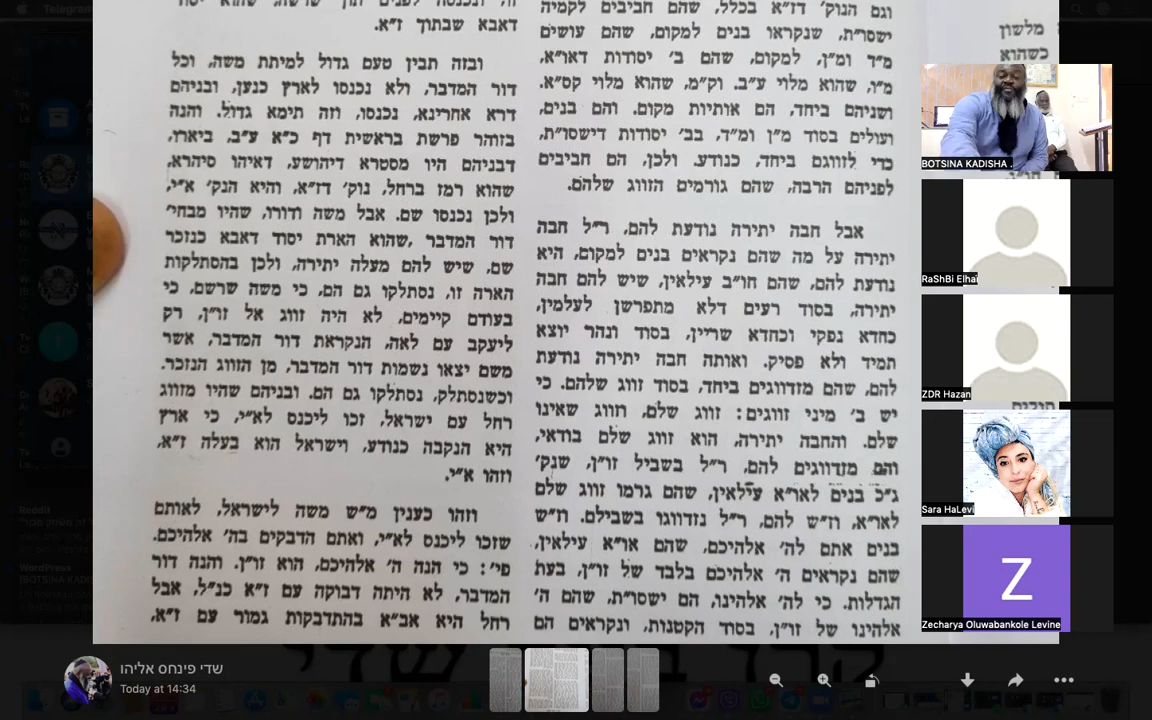 וגם הנוק׳ דז״א בכלל, שהם חביבים לקמיה
ישסו״ת, שנקראו בנים למקום, שהם עושים
מ״ד ומ״ן, למקום, שהם ב׳ יסודות דאו״א,
מ״ו, שהוא מלוי ע״ב. וק״מ, שהוא מלוי קס״א.
ושניהם ביחד, הם אותיות מקום. והם בנים,
ועולים בסוד מ״ן ומ״ד, בב׳ יסודות דישסו״ת,
כדי לזווגם ביחד, כנודע. ולכן, הם חביבים
לפניהם הרבה, שהם גורמים הזווג שלהם.
אבל חבה יתירה נודעת להם, ר״ל חבה
יתירה על מה שהם נקראים בנים למקום, היא
נודעת להם, שהם חו״ב עילאין, שיש להם חבה
יתירה, בסוד רעים דלא מתפרשן לעלמין,
כחדא נפקי וכחדא שריין, בסוד ונהר יוצא
תמיד ולא פסיק. ואותה חבה יתירה נודעת
להם, שהם מזדווגים ביחד, בסוד זווג שלהם. כי
יש ב׳ מיני זווגים: זווג שלם, וזווג שאינו
שלם. והחבה יתירה, הוא זווג שלם בודאי,
והם מזדווגים להם, ר״ל בשביל זו״ן, שנק׳
ג״כ בנים לאו״א עילאין, שהם גרמו זווג שלם
לאו״א, וז״ש להם, ר״ל נזדווגו בשבילם. וז״ש
בנים אתם לה׳ אלהיכם, שהם או״א עילאין,
שהם נקראים ה׳ אלהיכם בלבד של זו״ן, בעת
הגדלות. כי לה׳ אלהינו, הם ישסו״ת, שהם ה׳
אלהינו של זו״ן, בסוד הקטנות, ונקראים הם
דאבא שבתוך ז״א.
ובזה תבין טעם גדול למיתת משה, וכל
דור המדבר, ולא נכנסו לארץ כנען, ובניהם
דרא אחרינא, נכנסו, וזה תימא גדול. והנה
בזוהר פרשת בראשית דף כ״א ע״ב, ביארו,
דבניהם היו מסטרא דיהושע, דאיהו סיהרא,
שהוא רמז ברחל, נוק׳ דז״א, והיא הנק׳ א״י,
ולכן נכנסו שם. אבל משה ודורו, שהיו מבחי׳
דור המדבר, שהוא הארת יסוד דאבא כנזכר
שם, שיש להם מעלה יתירה, ולכן בהסתלקות
הארה זו, נסתלקו גם הם, כי משה שרשם, כי
בעודם קיימים, לא היה זווג אל זו״ן, רק
ליעקב עם לאה, הנקראת דור המדבר, אשר
משם יצאו נשמות דור המדבר, מן הזווג הנזכר.
וכשנסתלק, נסתלקו גם הם. ובניהם שהיו מזווג
רחל עם ישראל, זכו ליכנס לא״י, כי ארץ
היא הנקבה כנודע, וישראל הוא בעלה ז״א,
וזהו א״י.
וזהו כענין מ״ש משה לישראל, לאותם
שזכו ליכנס לא״י, ואתם הדבקים בה׳ אלהיכם.
פי׳: כי הנה ה׳ אלהיכם, הוא זו״ן. והנה דור
המדבר, לא היתה דבוקה עם ז״א כנ״ל, אבל
רחל היא אב״א בהתדבקות גמור עם ז״א,
מלשון
כשהוא
BOTSINA KADISHA .
RaShBi Elhai
ZDR Hazan
Sara HaLevi
Z
Zecharya Oluwabankole Levine
שדי פינחס אליהו
Today at 14:34
Telegram
Reddit
WordPress